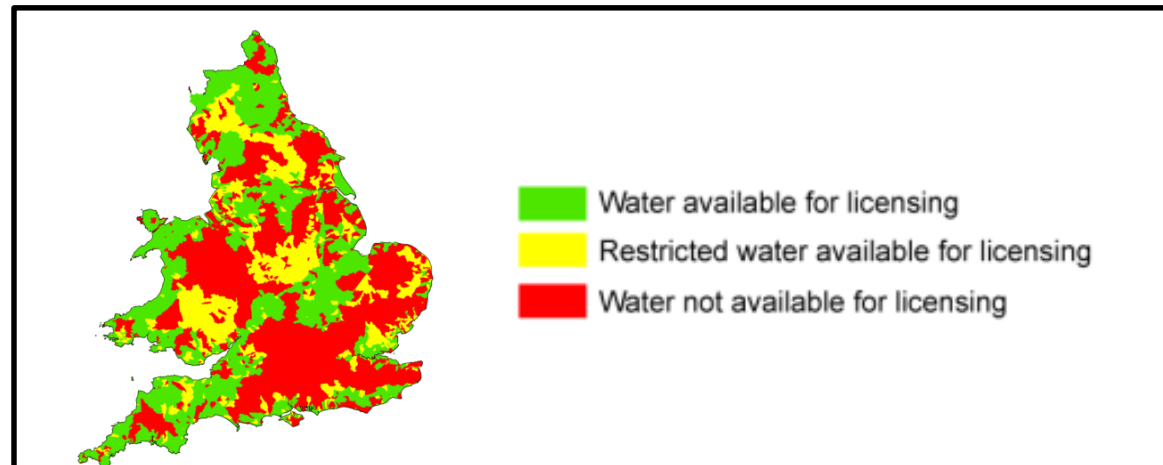 Water available for licensing
Restricted water available for licensing
Water not available for licensing